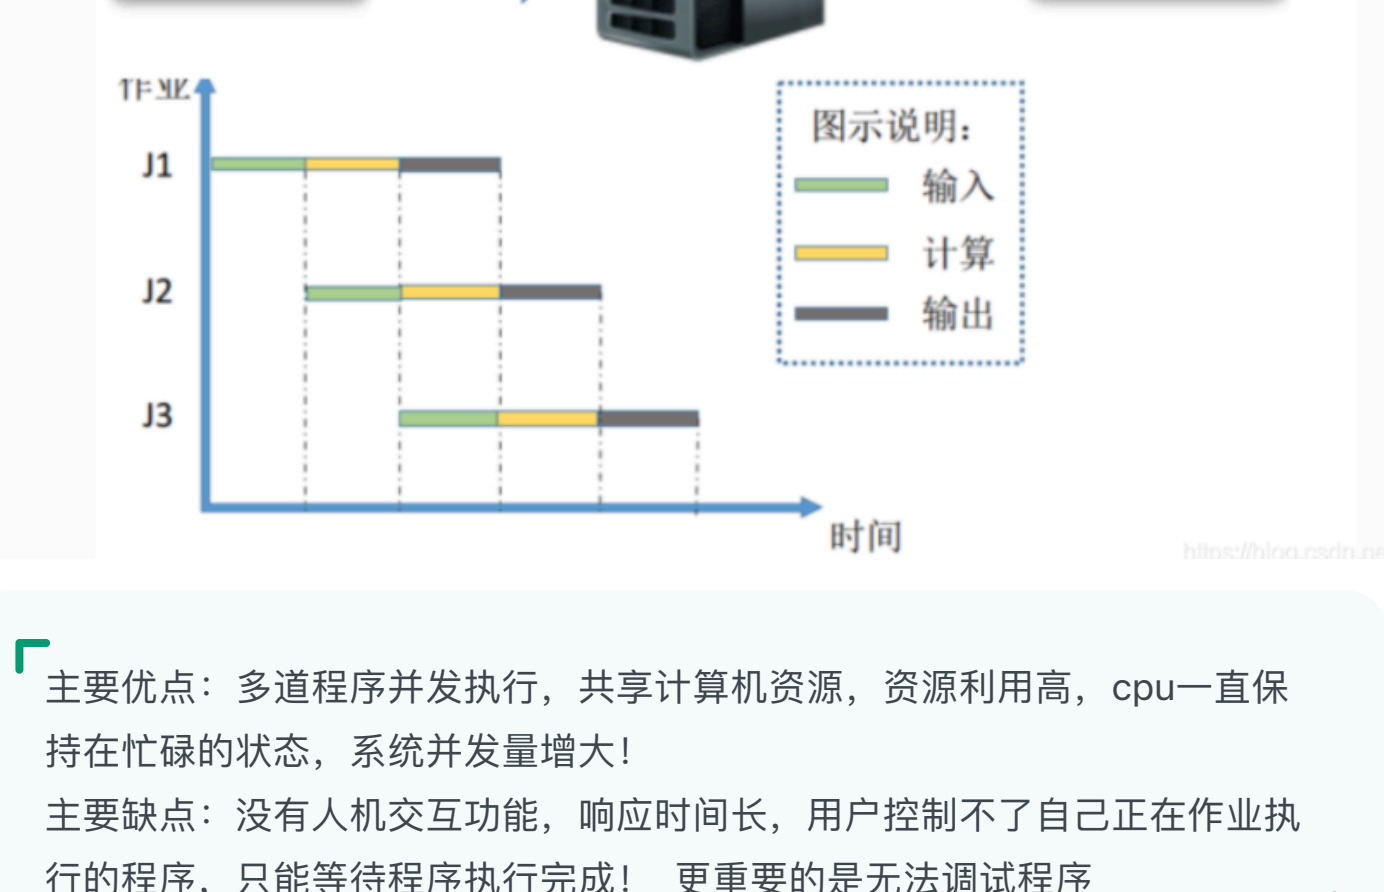 作业
J1
J2
J3
时间
图示说明：
输入
计算
输出
https://blog.csdn.ne
主要优点：多道程序并发执行，共享计算机资源，资源利用高，cpu一直保
持在忙碌的状态，系统并发量增大！
主要缺点：没有人机交互功能，响应时间长，用户控制不了自己正在作业执
行的程序，只能等待程序执行完成！ 更重要的是无法调试程序